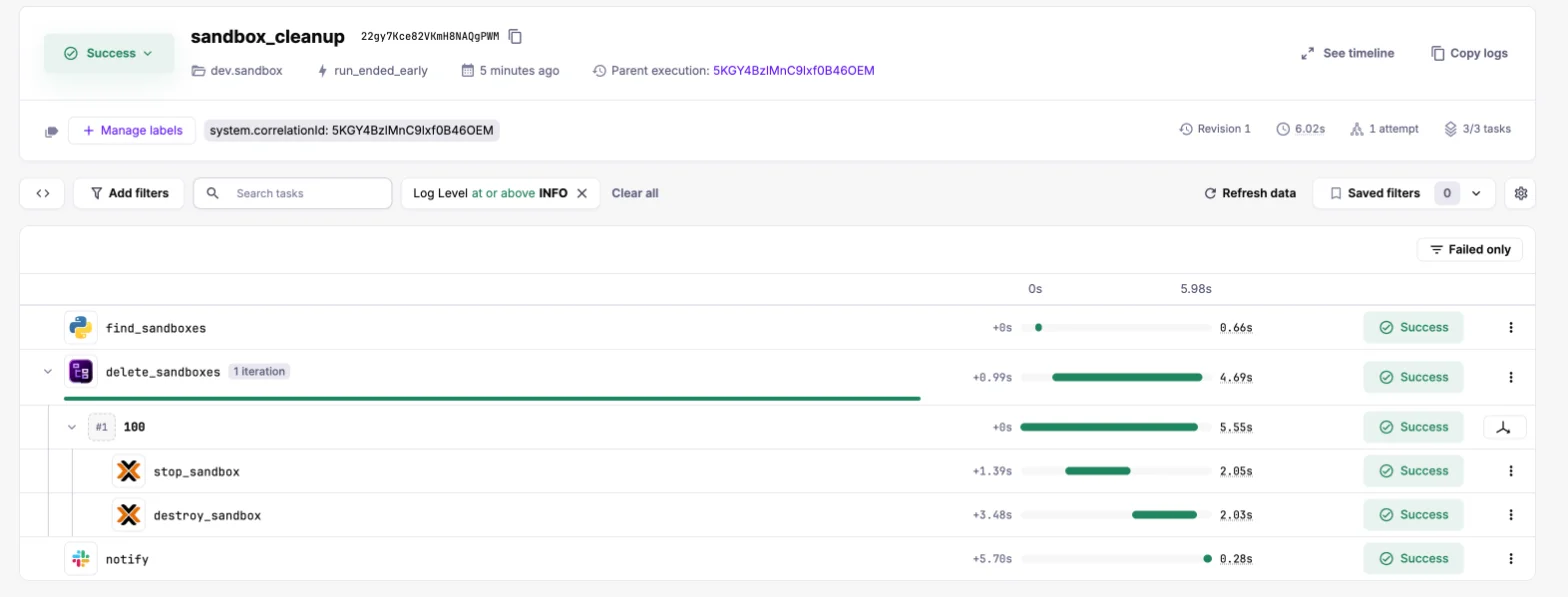 Success
sandbox_cleanup 22gy7Kce82VKmH8NAQgPWM
dev.sandbox run_ended_early 5 minutes ago Parent execution: 5KGY4BzlMnC9lxf0B46OEM
See timeline Copy logs
+ Manage labels system.correlationId: 5KGY4BzlMnC9lxf0B46OEM
Revision 1 6.02s 1 attempt 3/3 tasks
Add filters Search tasks Log Level at or above INFO Clear all
Refresh data Saved filters 0
Failed only
0s 5.98s
find_sandboxes +0s 0.66s Success
delete_sandboxes 1 iteration +0.99s 4.69s Success
#1 100 +0s 5.55s Success
stop_sandbox +1.39s 2.05s Success
destroy_sandbox +3.48s 2.03s Success
notify +5.70s 0.28s Success